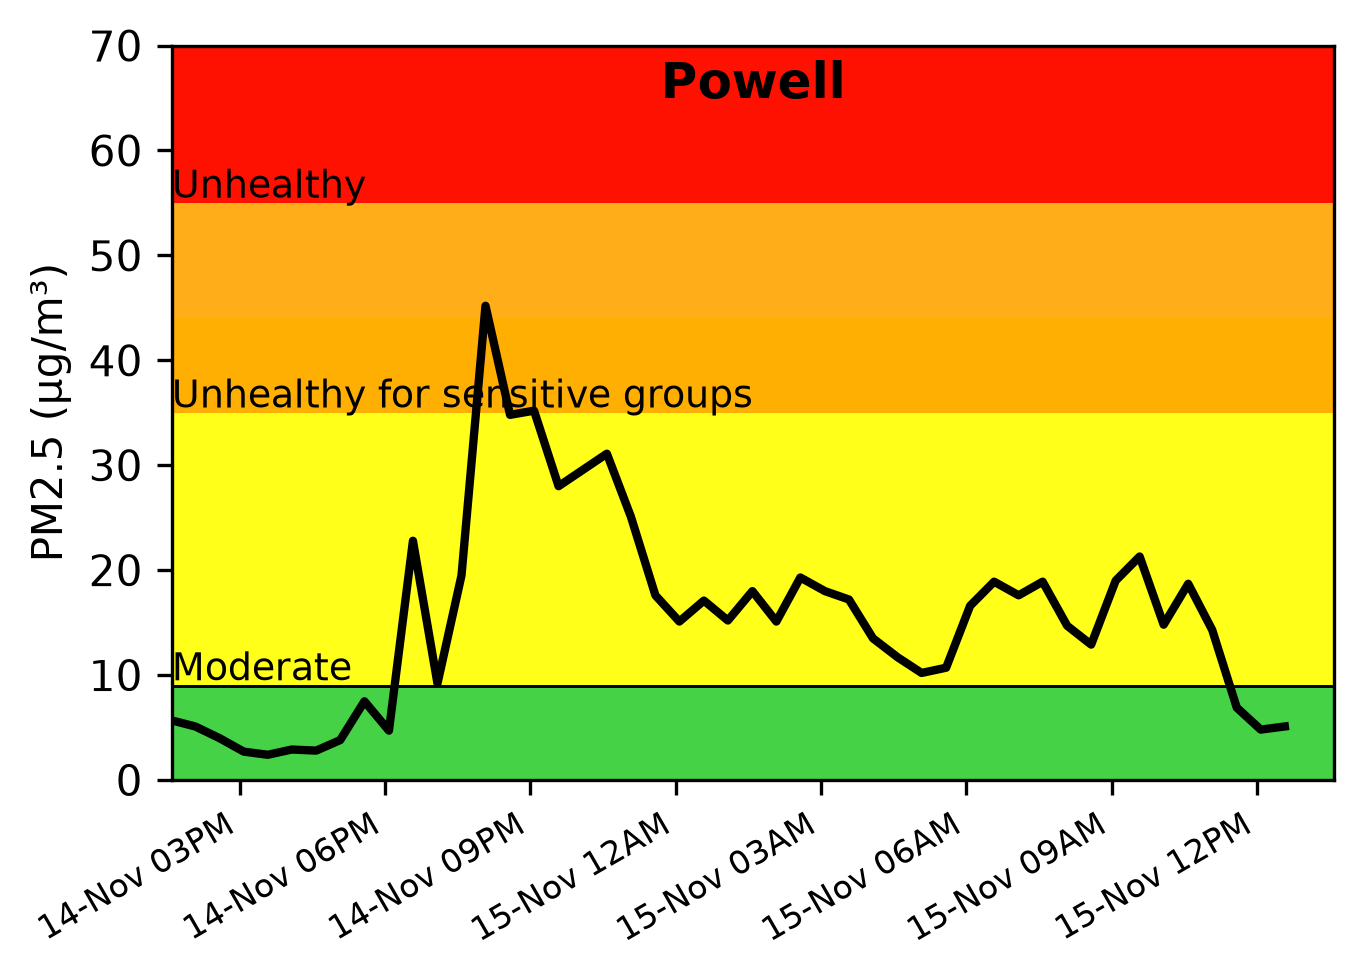 Powell
PM2.5 (µg/m³)
70
60
50
40
30
20
10
0
Unhealthy
Unhealthy for sensitive groups
Moderate
14-Nov 03PM
14-Nov 06PM
14-Nov 09PM
15-Nov 12AM
15-Nov 03AM
15-Nov 06AM
15-Nov 09AM
15-Nov 12PM